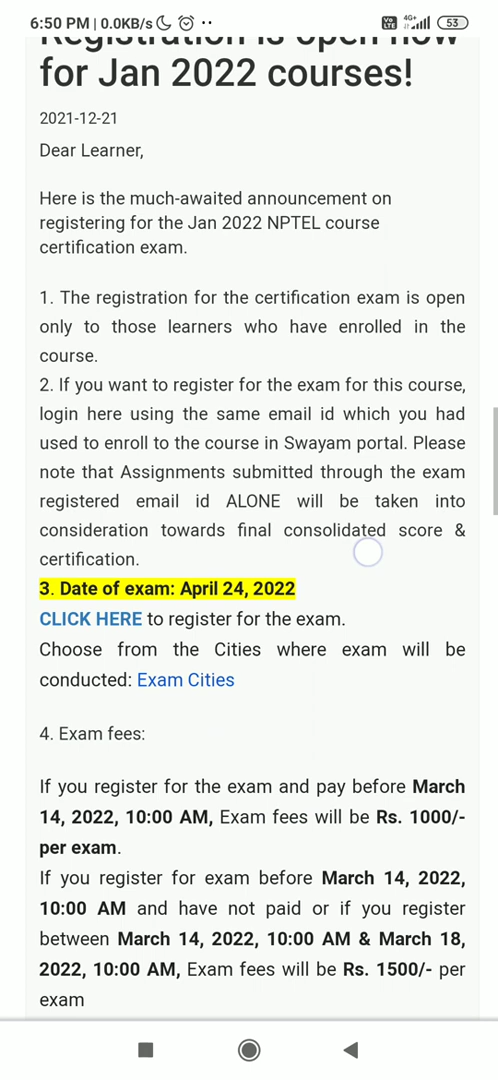 6:50 PM | 0.0KB/s
4G+
53
Registration is open now
for Jan 2022 courses!
2021-12-21
Dear Learner,
Here is the much-awaited announcement on
registering for the Jan 2022 NPTEL course
certification exam.
1. The registration for the certification exam is open
only to those learners who have enrolled in the
course.
2. If you want to register for the exam for this course,
login here using the same email id which you had
used to enroll to the course in Swayam portal. Please
note that Assignments submitted through the exam
registered email id ALONE will be taken into
consideration towards final consolidated score &
certification.
3. Date of exam: April 24, 2022
CLICK HERE to register for the exam.
Choose from the Cities where exam will be
conducted: Exam Cities
4. Exam fees:
If you register for the exam and pay before March
14, 2022, 10:00 AM, Exam fees will be Rs. 1000/-
per exam.
If you register for exam before March 14, 2022,
10:00 AM and have not paid or if you register
between March 14, 2022, 10:00 AM & March 18,
2022, 10:00 AM, Exam fees will be Rs. 1500/- per
exam